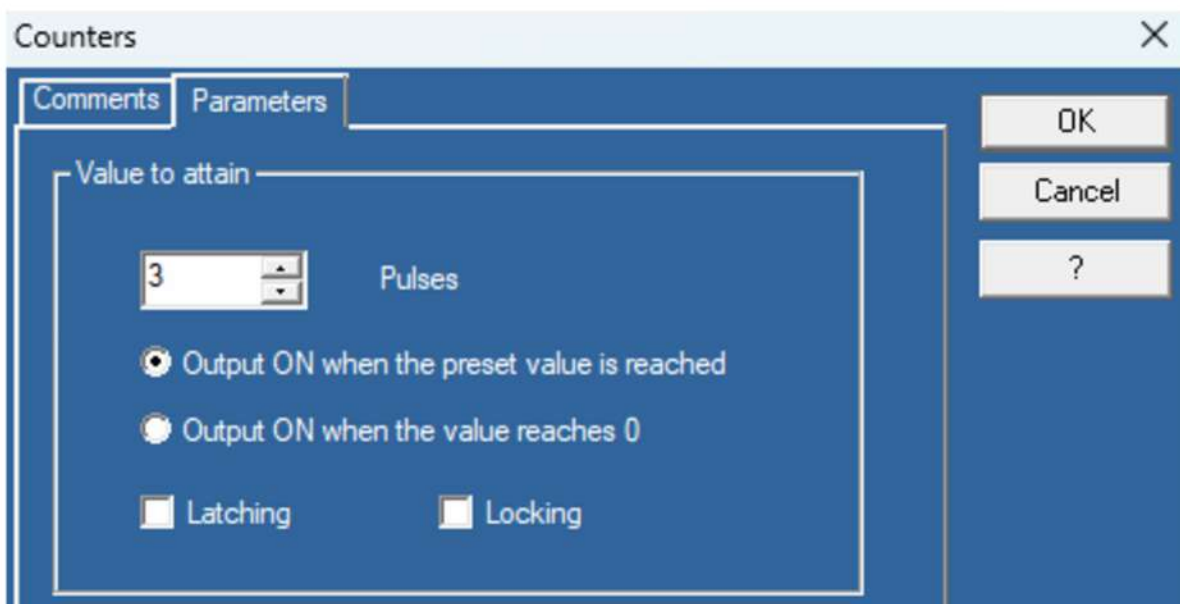 Counters
Comments Parameters
OK
Value to attain
Cancel
3 Pulses
?
Output ON when the preset value is reached
Output ON when the value reaches 0
Latching Locking